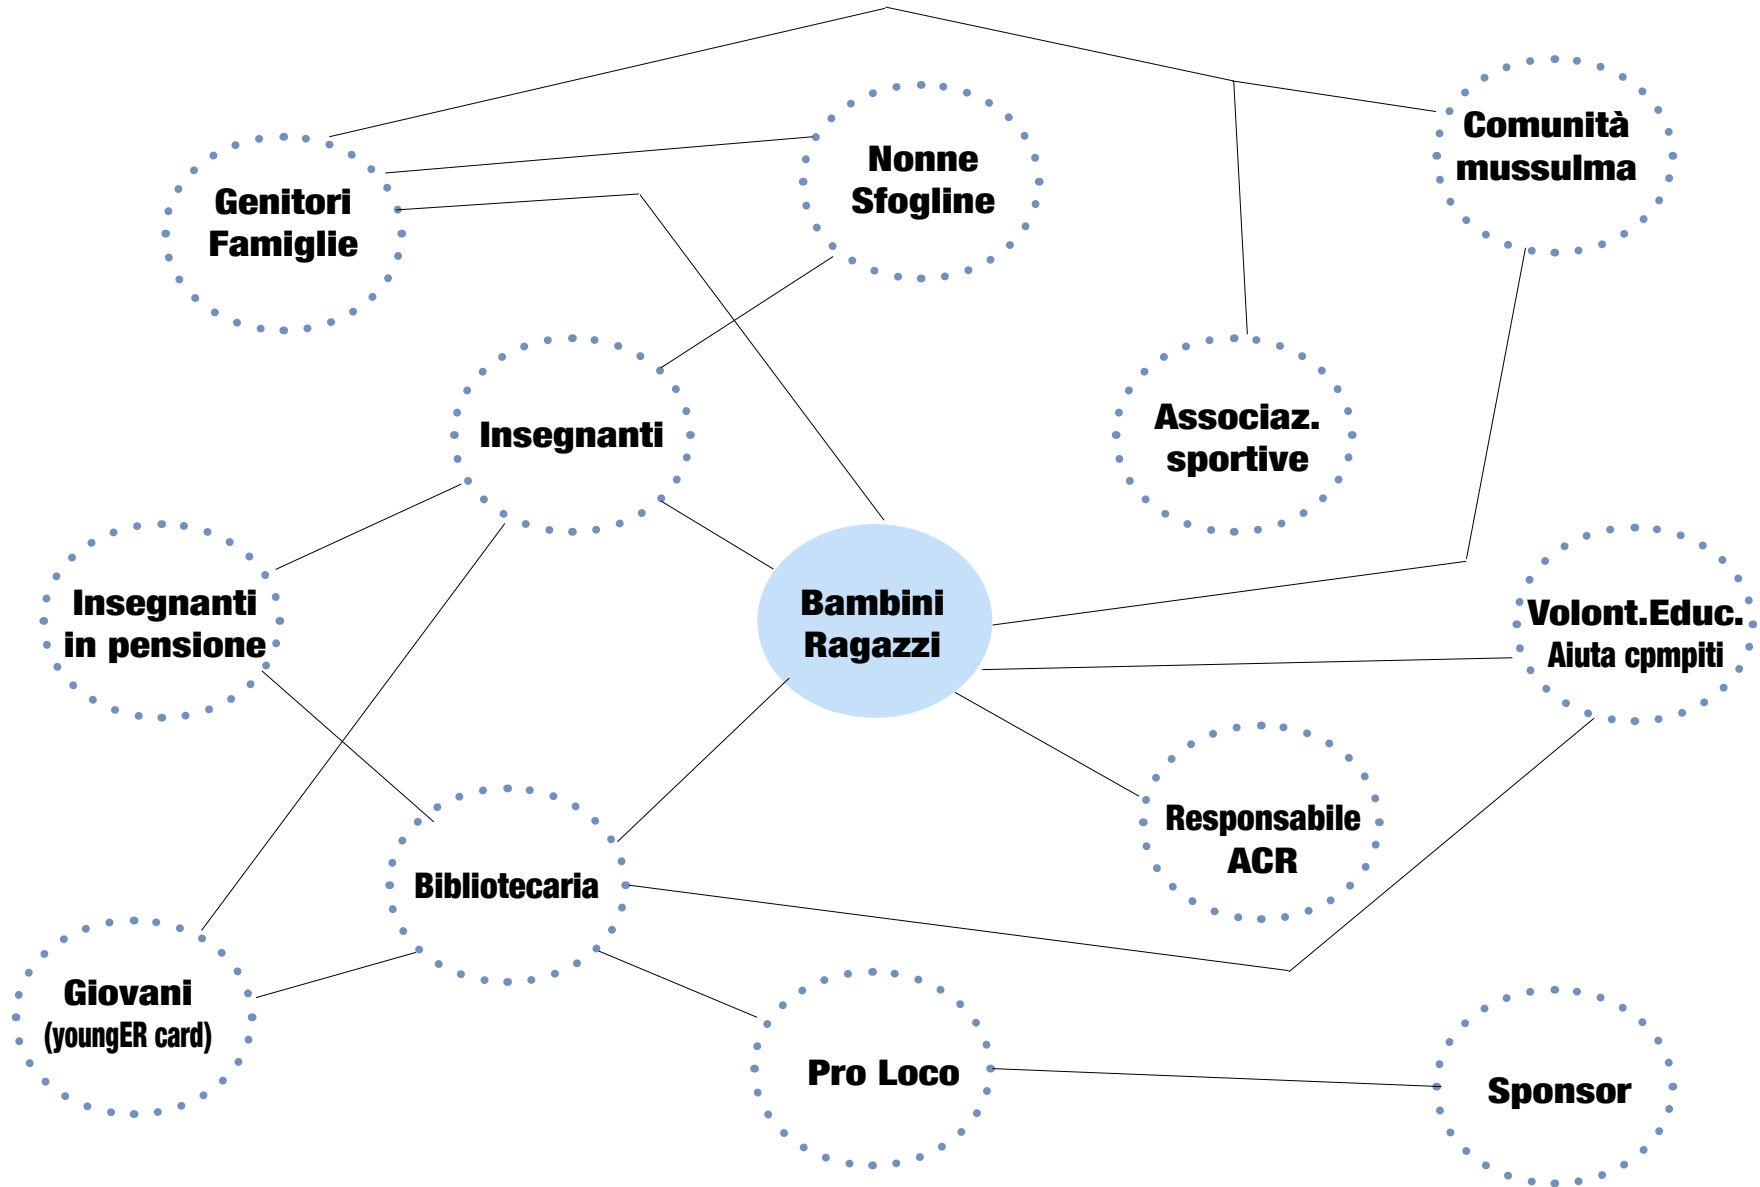 Comunità
mussulma
Nonne
Sfogline
Genitori
Famiglie
Associaz.
sportive
Insegnanti
Insegnanti
in pensione
Bambini
Ragazzi
Volont.Educ.
Aiuta cpmpiti
Responsabile
ACR
Bibliotecaria
Giovani
(youngER card)
Pro Loco
Sponsor